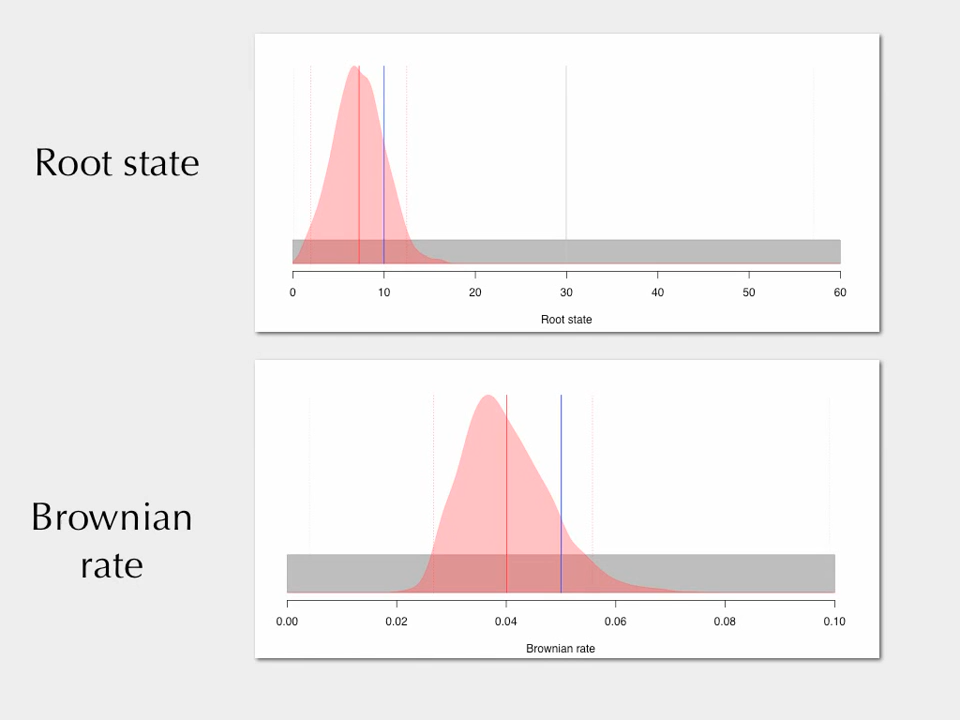 Root state
0 10 20 30 40 50 60
Root state
Brownian
rate
0.00 0.02 0.04 0.06 0.08 0.10
Brownian rate